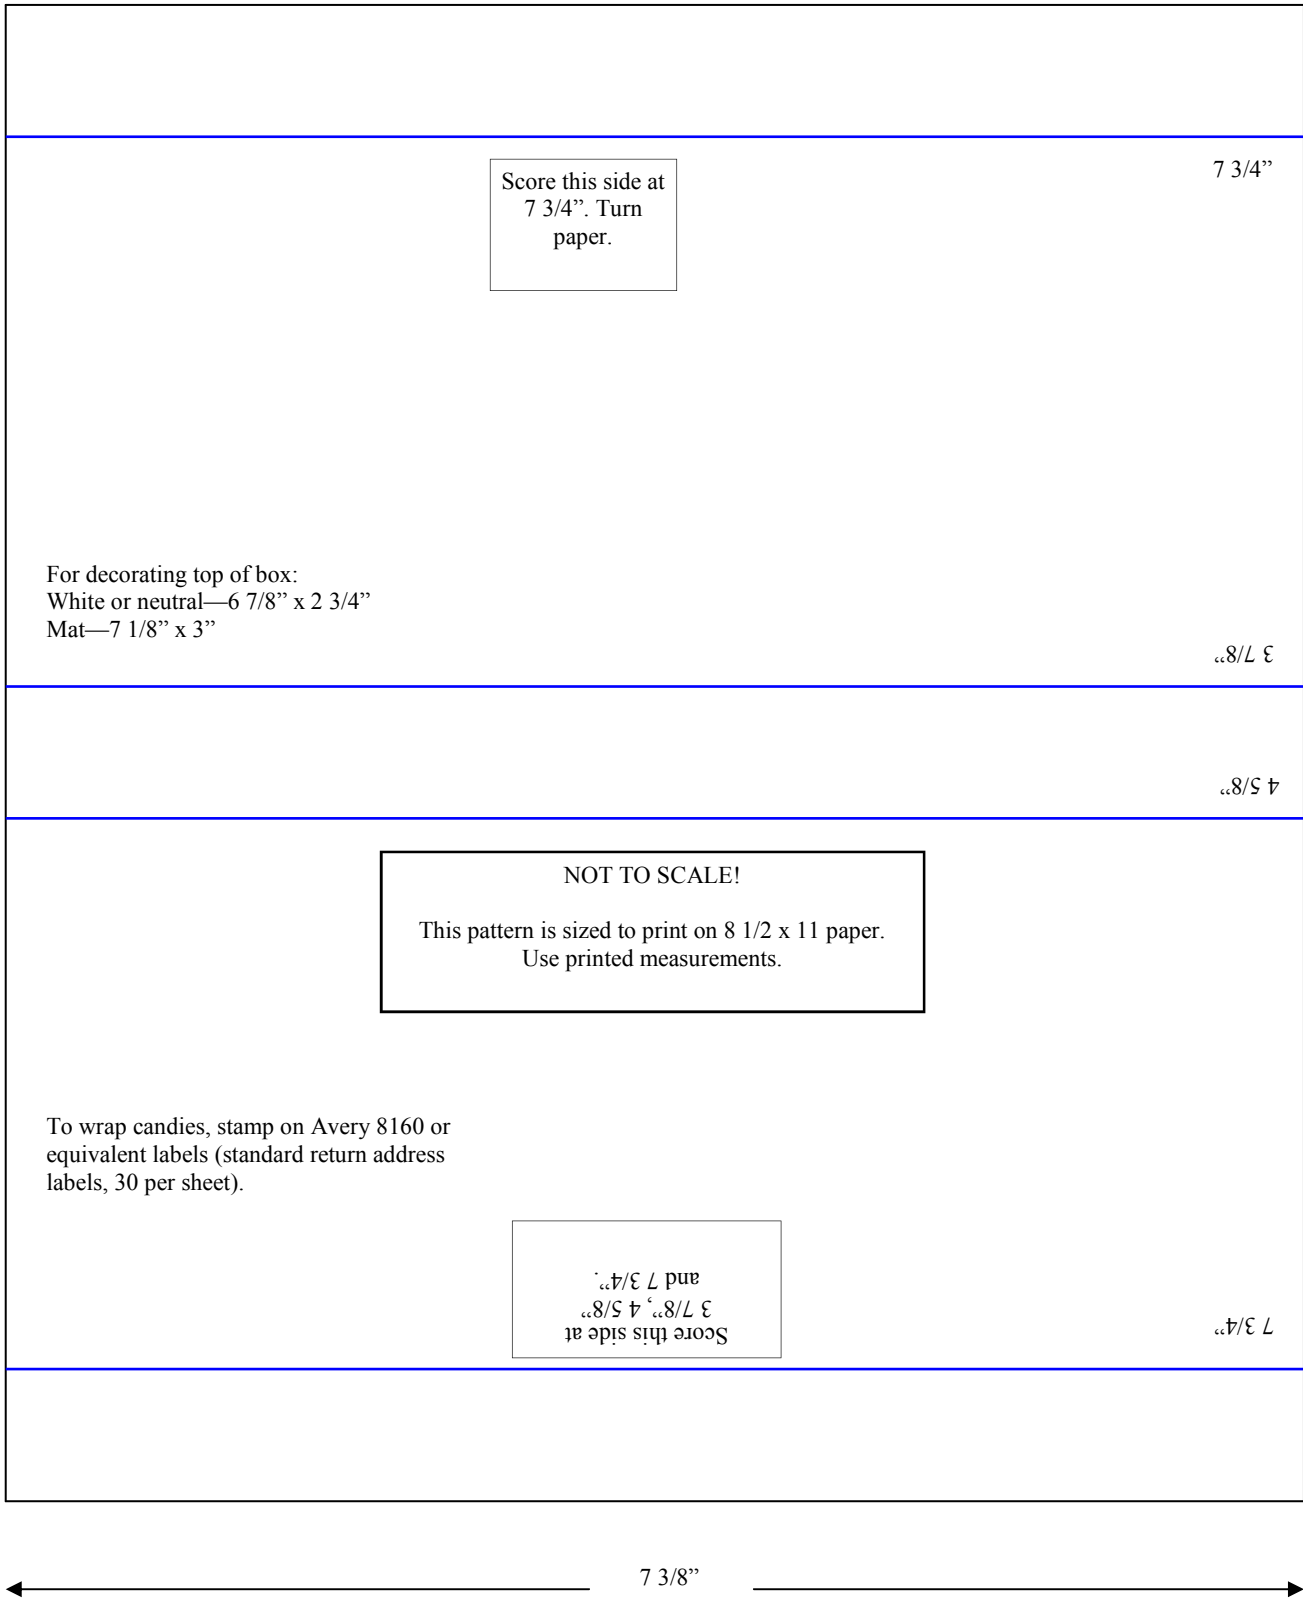 7 3/4”
Score this side at
7 3/4”. Turn
paper.
For decorating top of box:
White or neutral—6 7/8” x 2 3/4”
Mat—7 1/8” x 3”
3 7/8”
4 5/8”
NOT TO SCALE!
This pattern is sized to print on 8 1/2 x 11 paper.
Use printed measurements.
To wrap candies, stamp on Avery 8160 or
equivalent labels (standard return address
labels, 30 per sheet).
Score this side at
3 7/8”, 4 5/8”
and 7 3/4”.
7 3/4”
7 3/8”